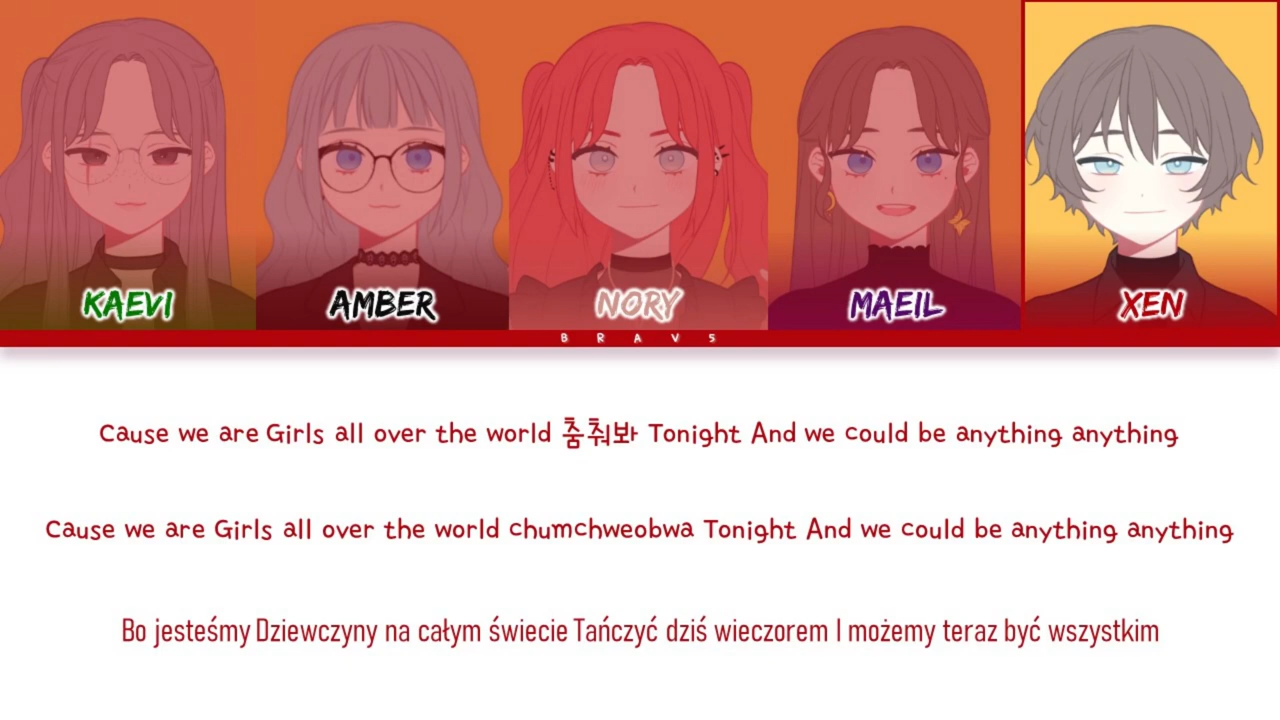 KAEVI AMBER NORY MAEIL XEN
B R A V 5
Cause we are Girls all over the world 춤춰봐 Tonight And we could be anything anything
Cause we are Girls all over the world chumchweobwa Tonight And we could be anything anything
Bo jesteśmy Dziewczyny na całym świecie Tańczyć dziś wieczorem I możemy teraz być wszystkim